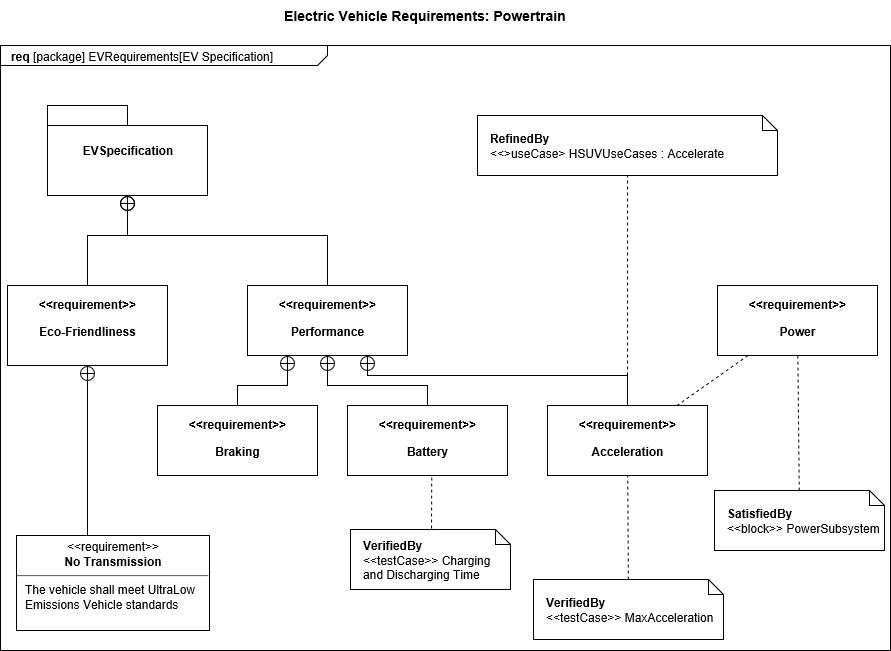 Electric Vehicle Requirements: Powertrain
req [package] EVRequirements[EV Specification]
EVSpecification
RefinedBy
<<>useCase> HSUVUseCases : Accelerate
<<requirement>>
Eco-Friendliness
<<requirement>>
Performance
<<requirement>>
Power
<<requirement>>
Braking
<<requirement>>
Battery
<<requirement>>
Acceleration
SatisfiedBy
<<block>> PowerSubsystem
VerifiedBy
<<testCase>> Charging
and Discharging Time
<<requirement>>
No Transmission
The vehicle shall meet UltraLow
Emissions Vehicle standards
VerifiedBy
<<testCase>> MaxAcceleration